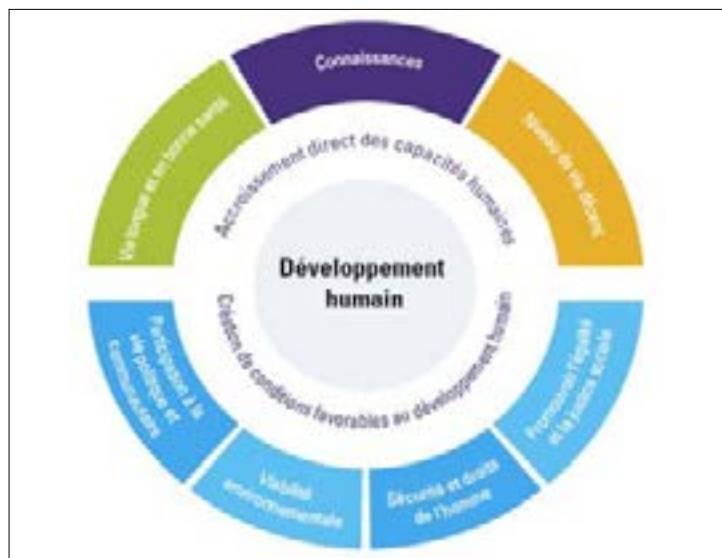 Connaissances
Vie longue et en bonne santé
Niveau de vie décent
Accroissement direct des capacités humaines
Développement
humain
Création de conditions favorables au développement humain
Participation à la
vie politique et
Communautaire
Viabilité
environnementale
Sécurité et droits
de l'homme
Promouvoir l'égalité
et la justice sociale